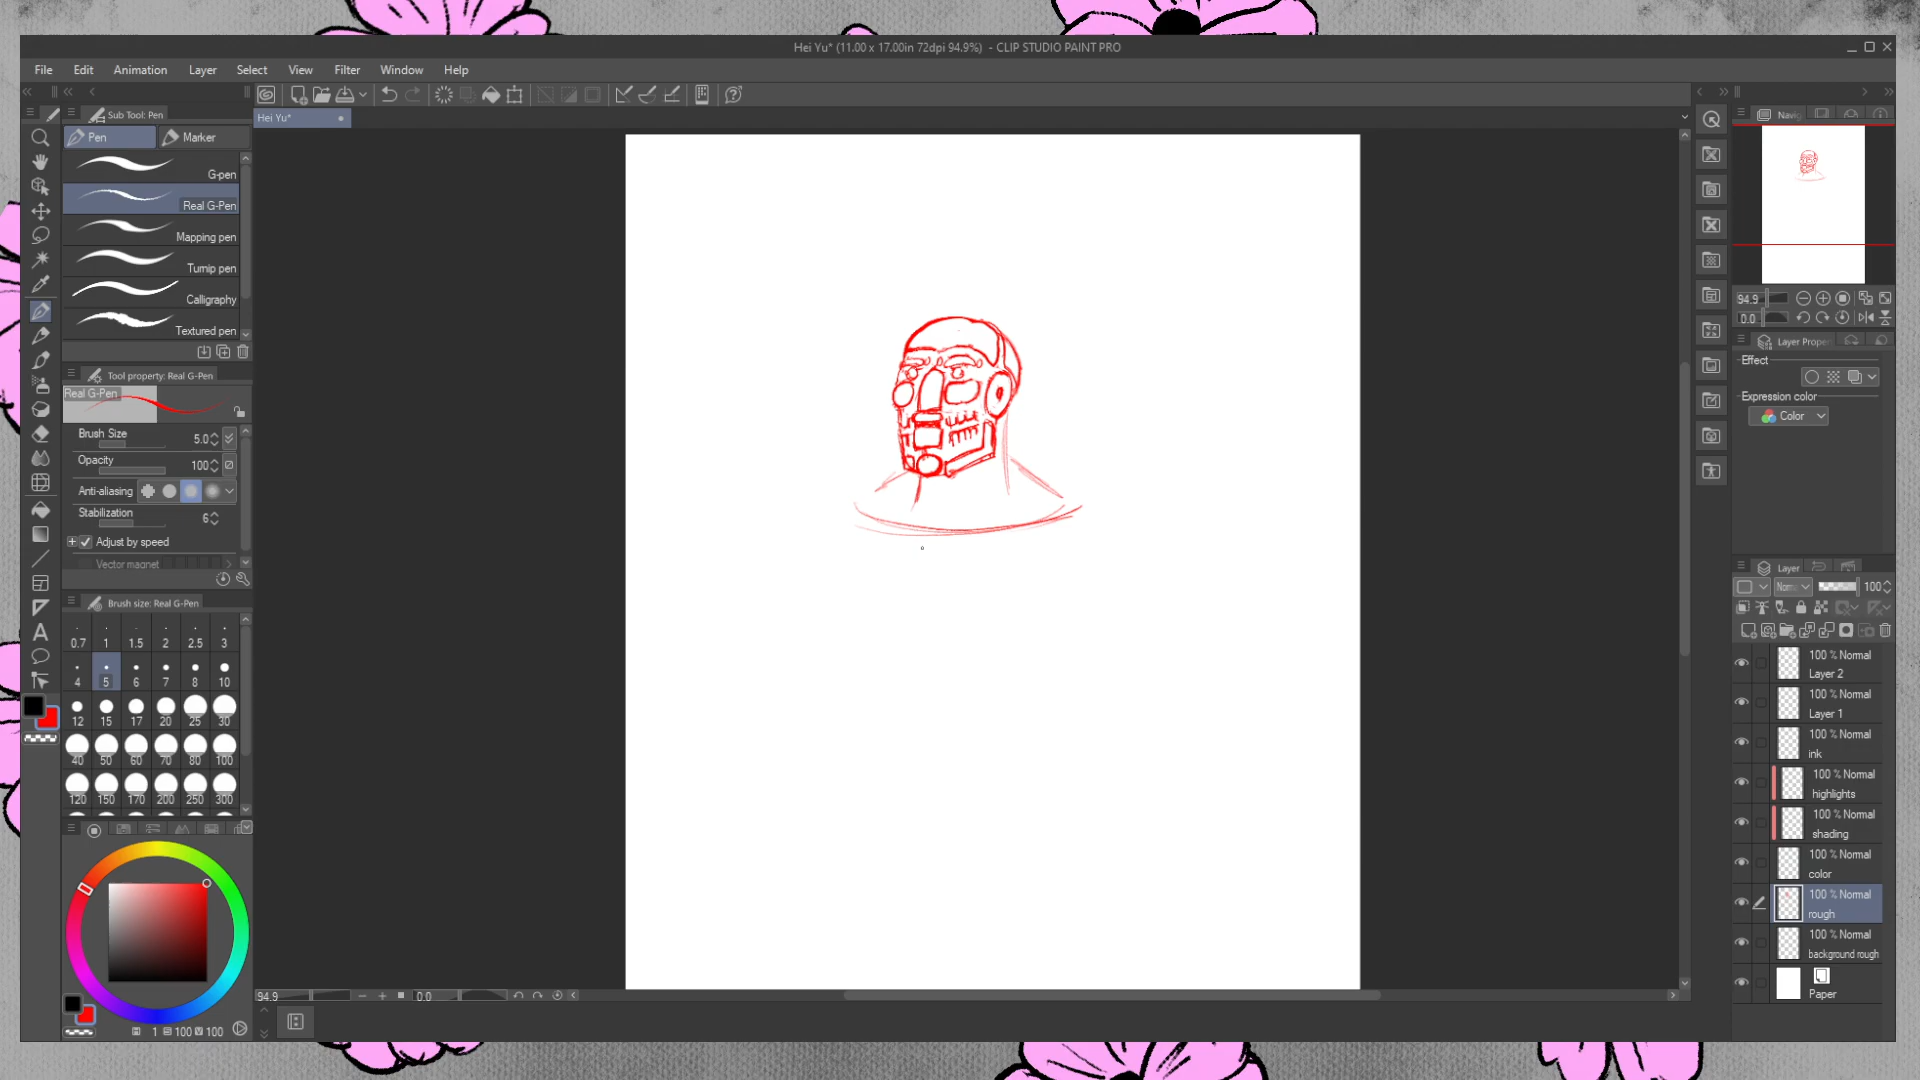 Hei Yu* (11.00 x 17.00in 72dpi 94.9%) - CLIP STUDIO PAINT PRO
File Edit Animation Layer Select View Filter Window Help
Sub Tool: Pen
Hei Yu*
Pen Marker
G-pen
Real G-Pen
Mapping pen
Turnip pen
Calligraphy
Textured pen
Tool property: Real G-Pen
Real G-Pen
Brush Size 5.0
Opacity 100
Anti-aliasing
Stabilization 6
Adjust by speed
Vector magnet
Brush size: Real G-Pen
0.7 1 1.5 2 2.5 3
4 5 6 7 8 10
12 15 17 20 25 30
40 50 60 70 80 100
120 150 170 200 250 300
1 100 100
94.9 0.0
Navig
94.9
0.0
Layer Proper
Effect
Expression color
Color
Layer
Norm 100
100 % Normal
Layer 2
100 % Normal
Layer 1
100 % Normal
ink
100 % Normal
highlights
100 % Normal
shading
100 % Normal
color
100 % Normal
rough
100 % Normal
background rough
Paper